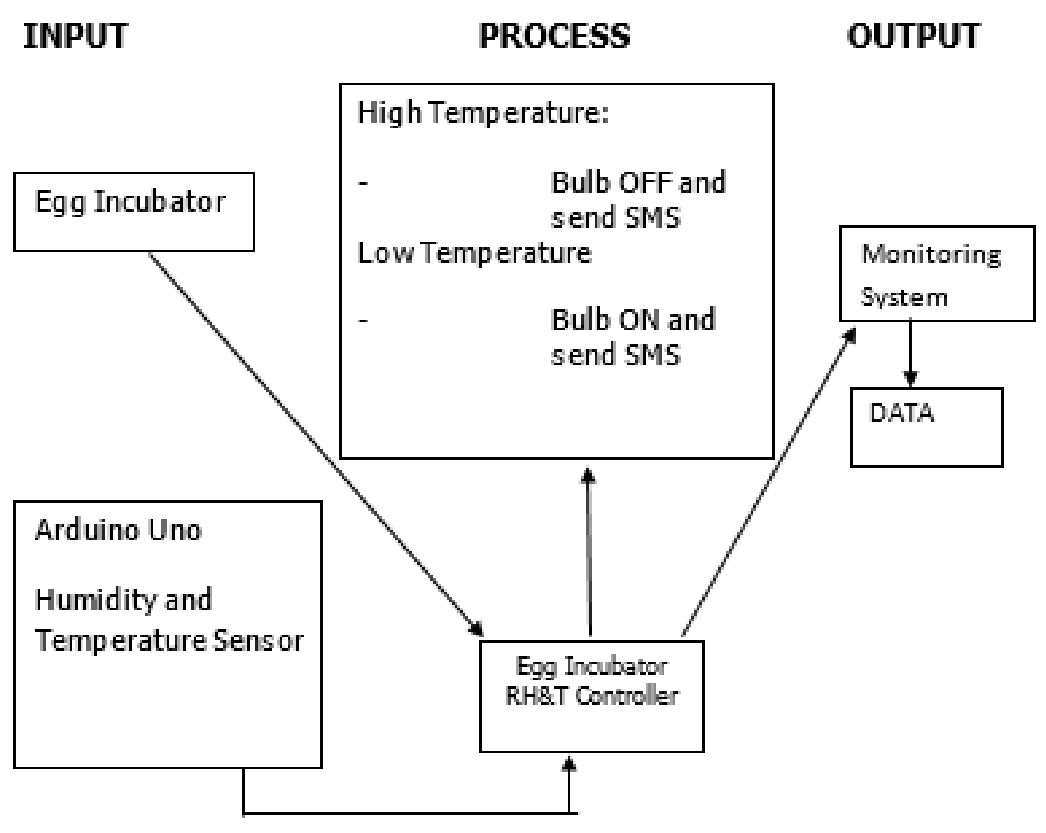 INPUT
PROCESS
OUTPUT
High Temperature:
- Bulb OFF and
send SMS
Low Temperature
- Bulb ON and
send SMS
Egg Incubator
Monitoring
System
DATA
Arduino Uno
Humidity and
Temperature Sensor
Egg Incubator
RH&T Controller